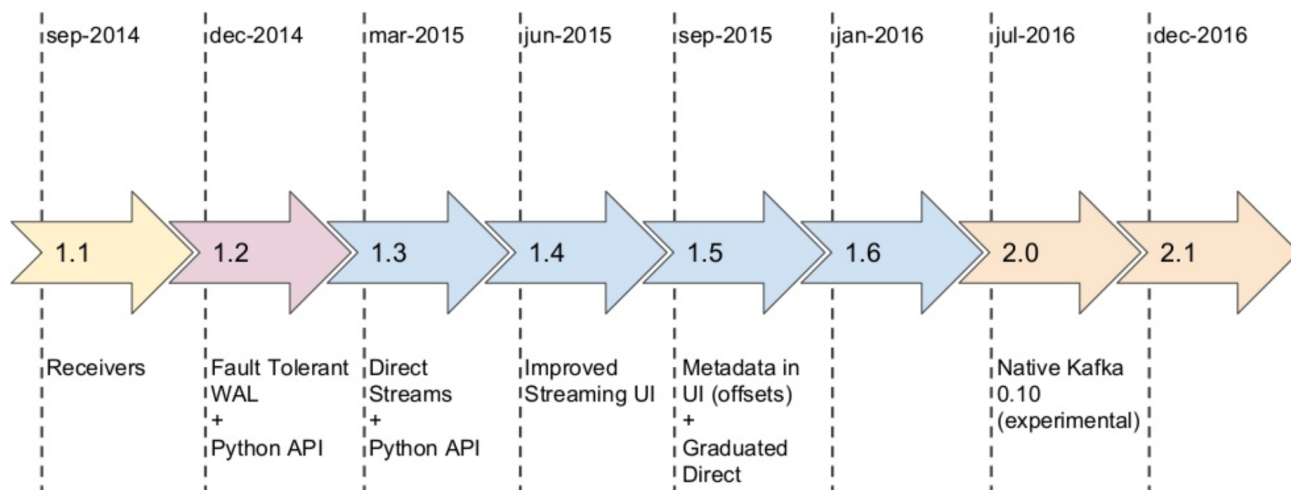 sep-2014
dec-2014
mar-2015
jun-2015
sep-2015
jan-2016
jul-2016
dec-2016
1.1
1.2
1.3
1.4
1.5
1.6
2.0
2.1
Receivers
Fault Tolerant
WAL
+
Python API
Direct
Streams
+
Python API
Improved
Streaming UI
Metadata in
UI (offsets)
+
Graduated
Direct
Native Kafka
0.10
(experimental)